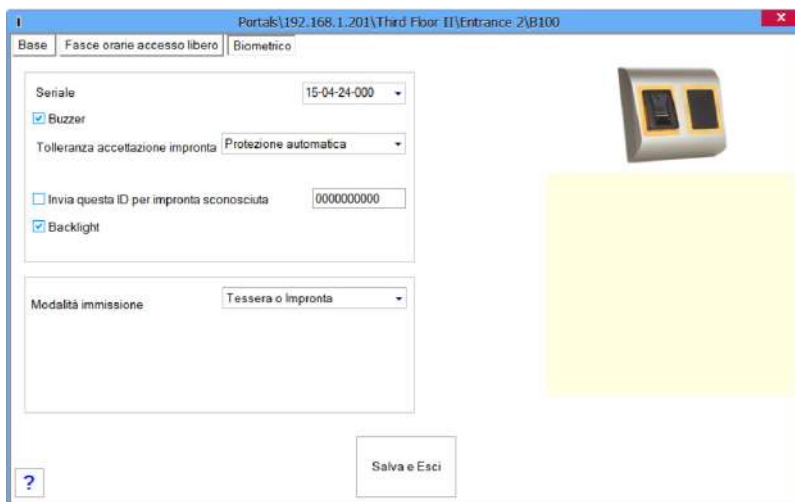 Portals\192.168.1.201\Third Floor II\Entrance 2\B100
x
Base Fasce orarie accesso libero Biometrico
Seriale 15-04-24-000
Buzzer
Tolleranza accettazione impronta Protezione automatica
Invia questa ID per impronta sconosciuta 0000000000
Backlight
Modalità immissione Tessera o Impronta
Salva e Esci
?